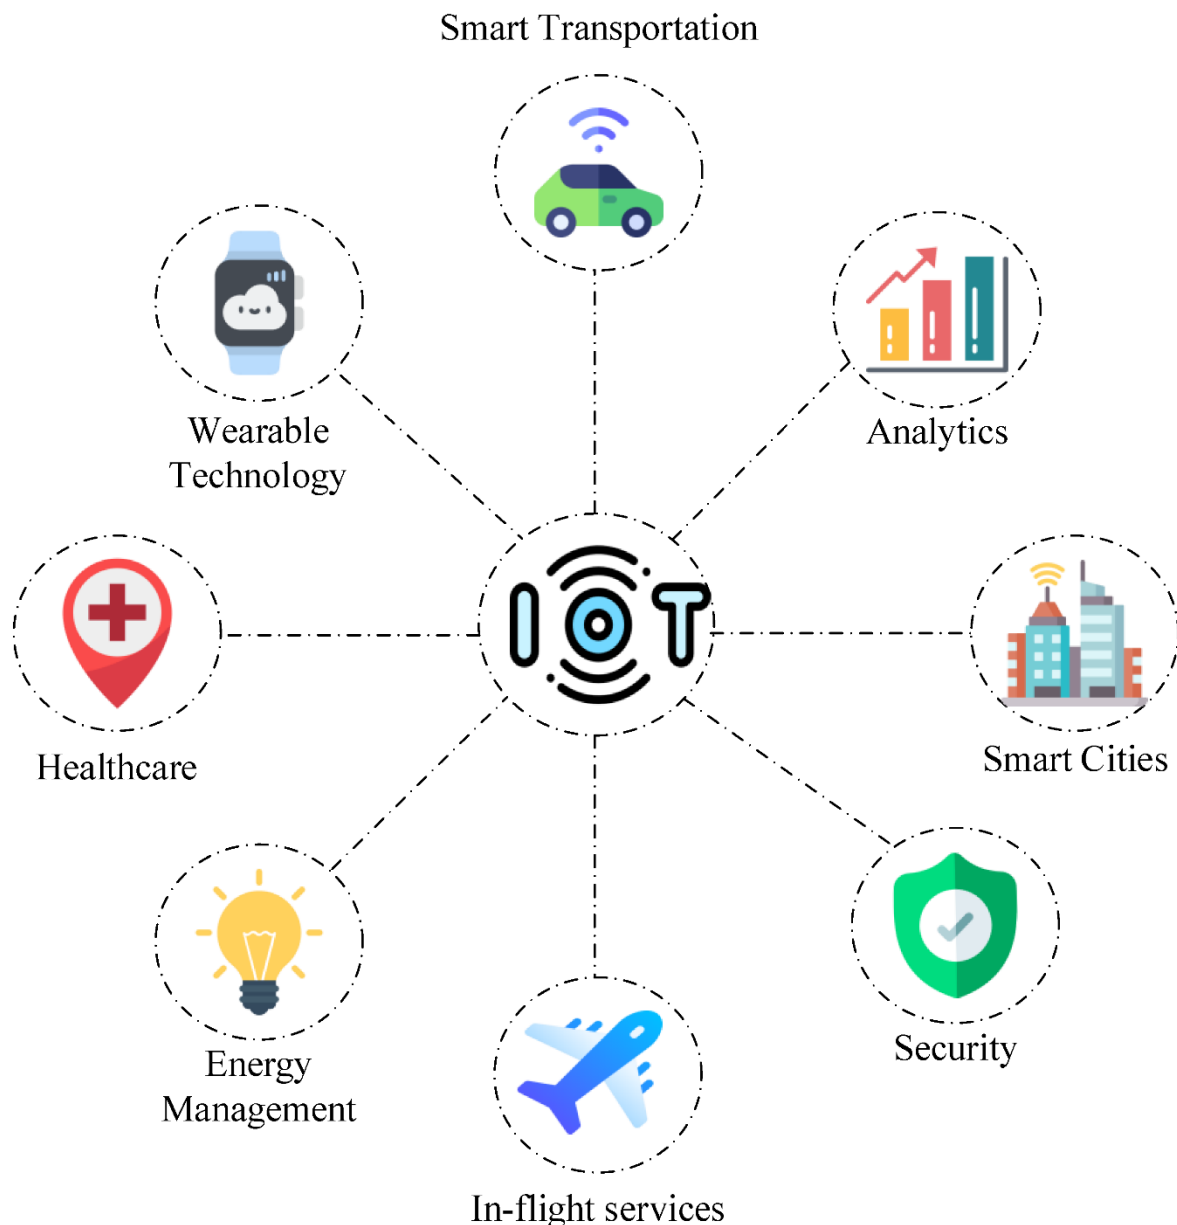 Smart Transportation
Wearable
Technology
Analytics
IOT
Healthcare
Smart Cities
Energy
Management
Security
In-flight services